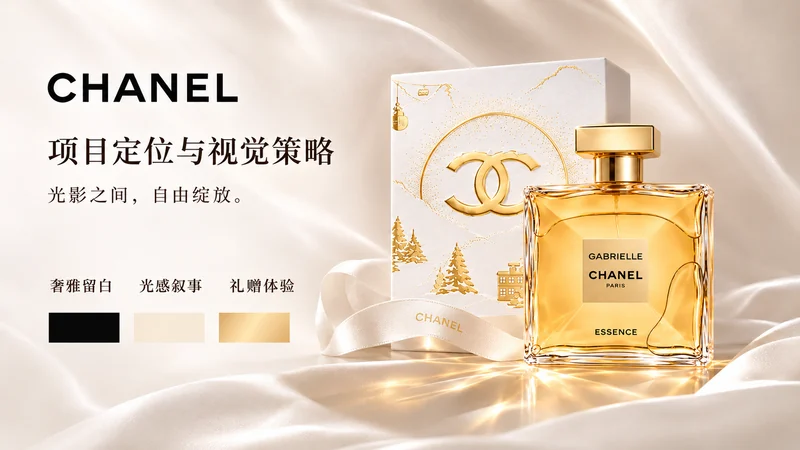 CHANEL
项目定位与视觉策略
光影之间，自由绽放。
奢雅留白 光感叙事 礼赠体验
CHANEL
GABRIELLE
CHANEL
PARIS
ESSENCE